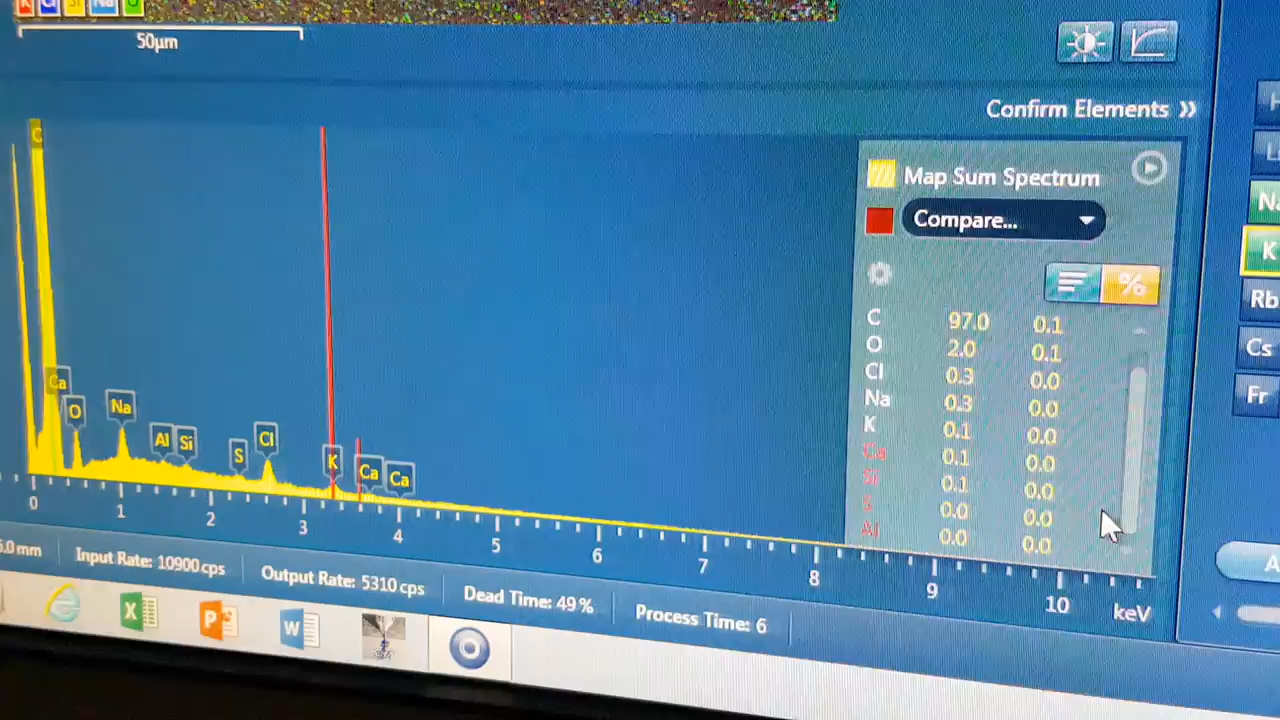 K Cl Si Na O
50µm
Confirm Elements »
Map Sum Spectrum
Compare...
%
C 97.0 0.1
O 2.0 0.1
Cl 0.3 0.0
Na 0.3 0.0
K 0.1 0.0
Ca 0.1 0.0
Si 0.1 0.0
S 0.0 0.0
Al 0.0 0.0
C
Ca O Na Al Si S Cl K Ca Ca
0 1 2 3 4 5 6 7 8 9 10 keV
Na
K
Rb
Cs
Fr
Input Rate: 10900 cps
Output Rate: 5310 cps
Dead Time: 49 %
Process Time: 6